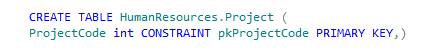 CREATE TABLE HumanResources.Project (
ProjectCode int CONSTRAINT pkProjectCode PRIMARY KEY,)